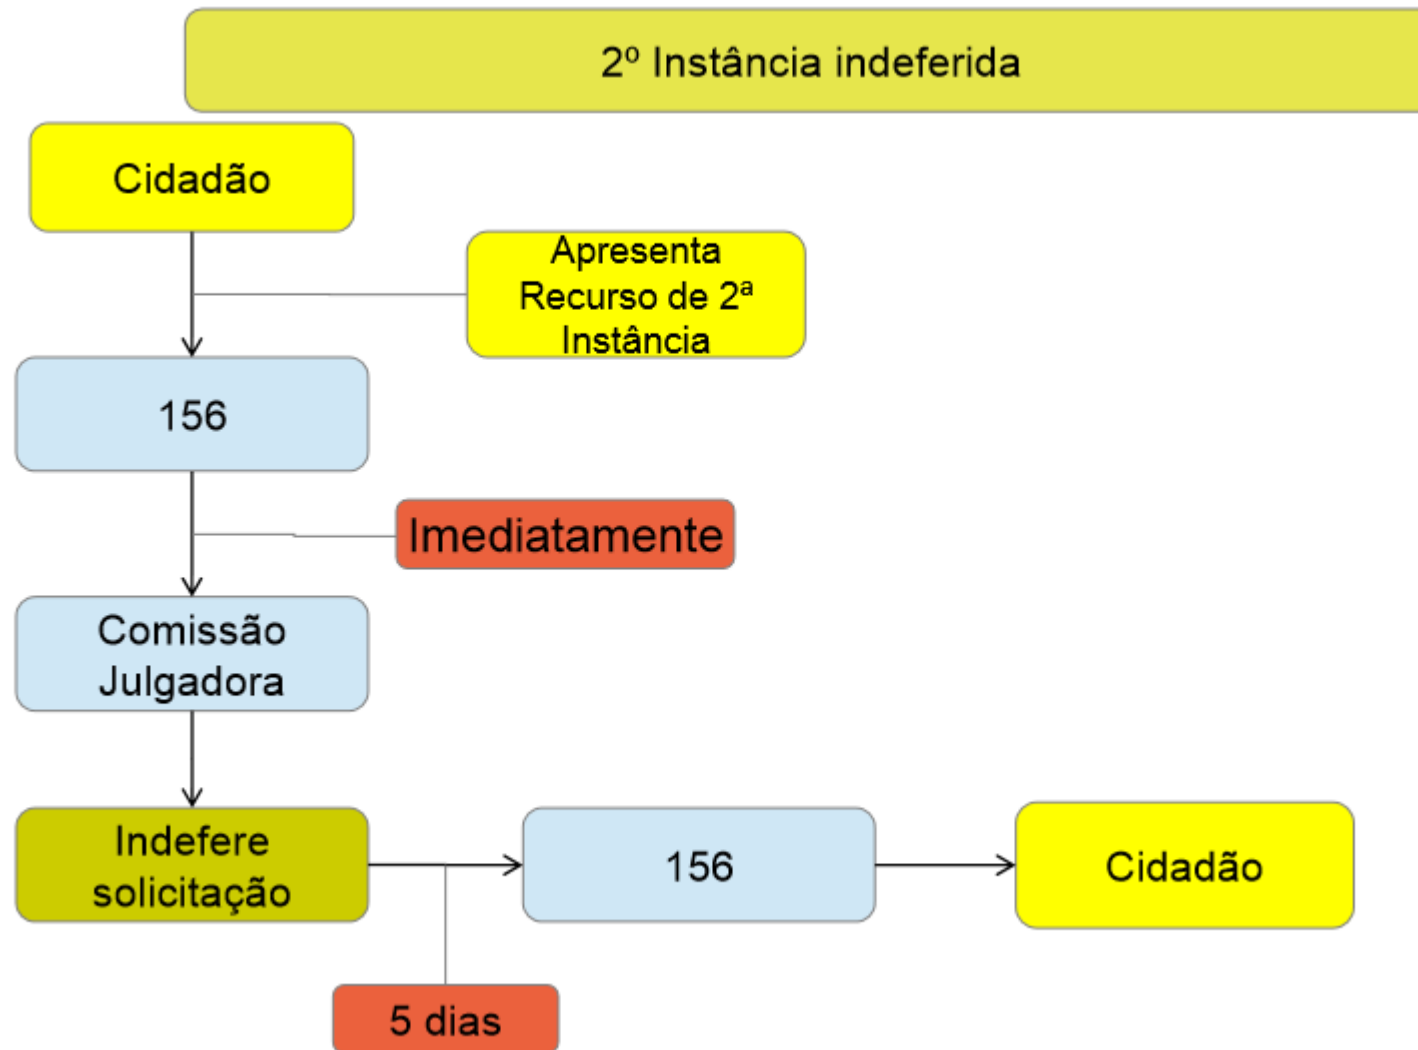 2º Instância indeferida
Cidadão
Apresenta
Recurso de 2ª
Instância
156
Imediatamente
Comissão
Julgadora
Indefere
solicitação
156
Cidadão
5 dias